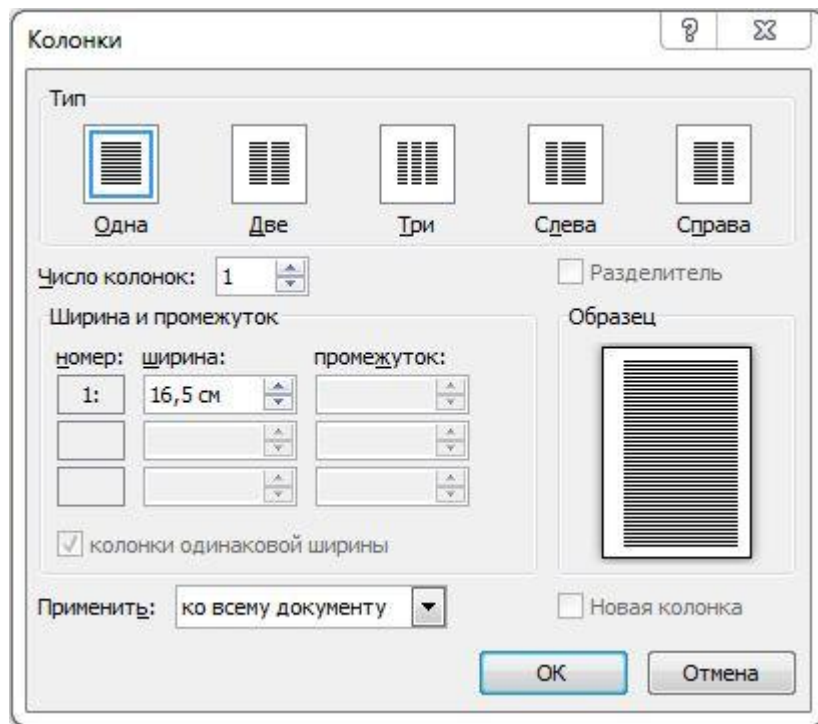 Колонки
Тип
Одна Две Три Слева Справа
Число колонок: 1 Разделитель
Ширина и промежуток Образец
номер: ширина: промежуток:
1: 16,5 см
колонки одинаковой ширины
Применить: ко всему документу Новая колонка
ОК Отмена